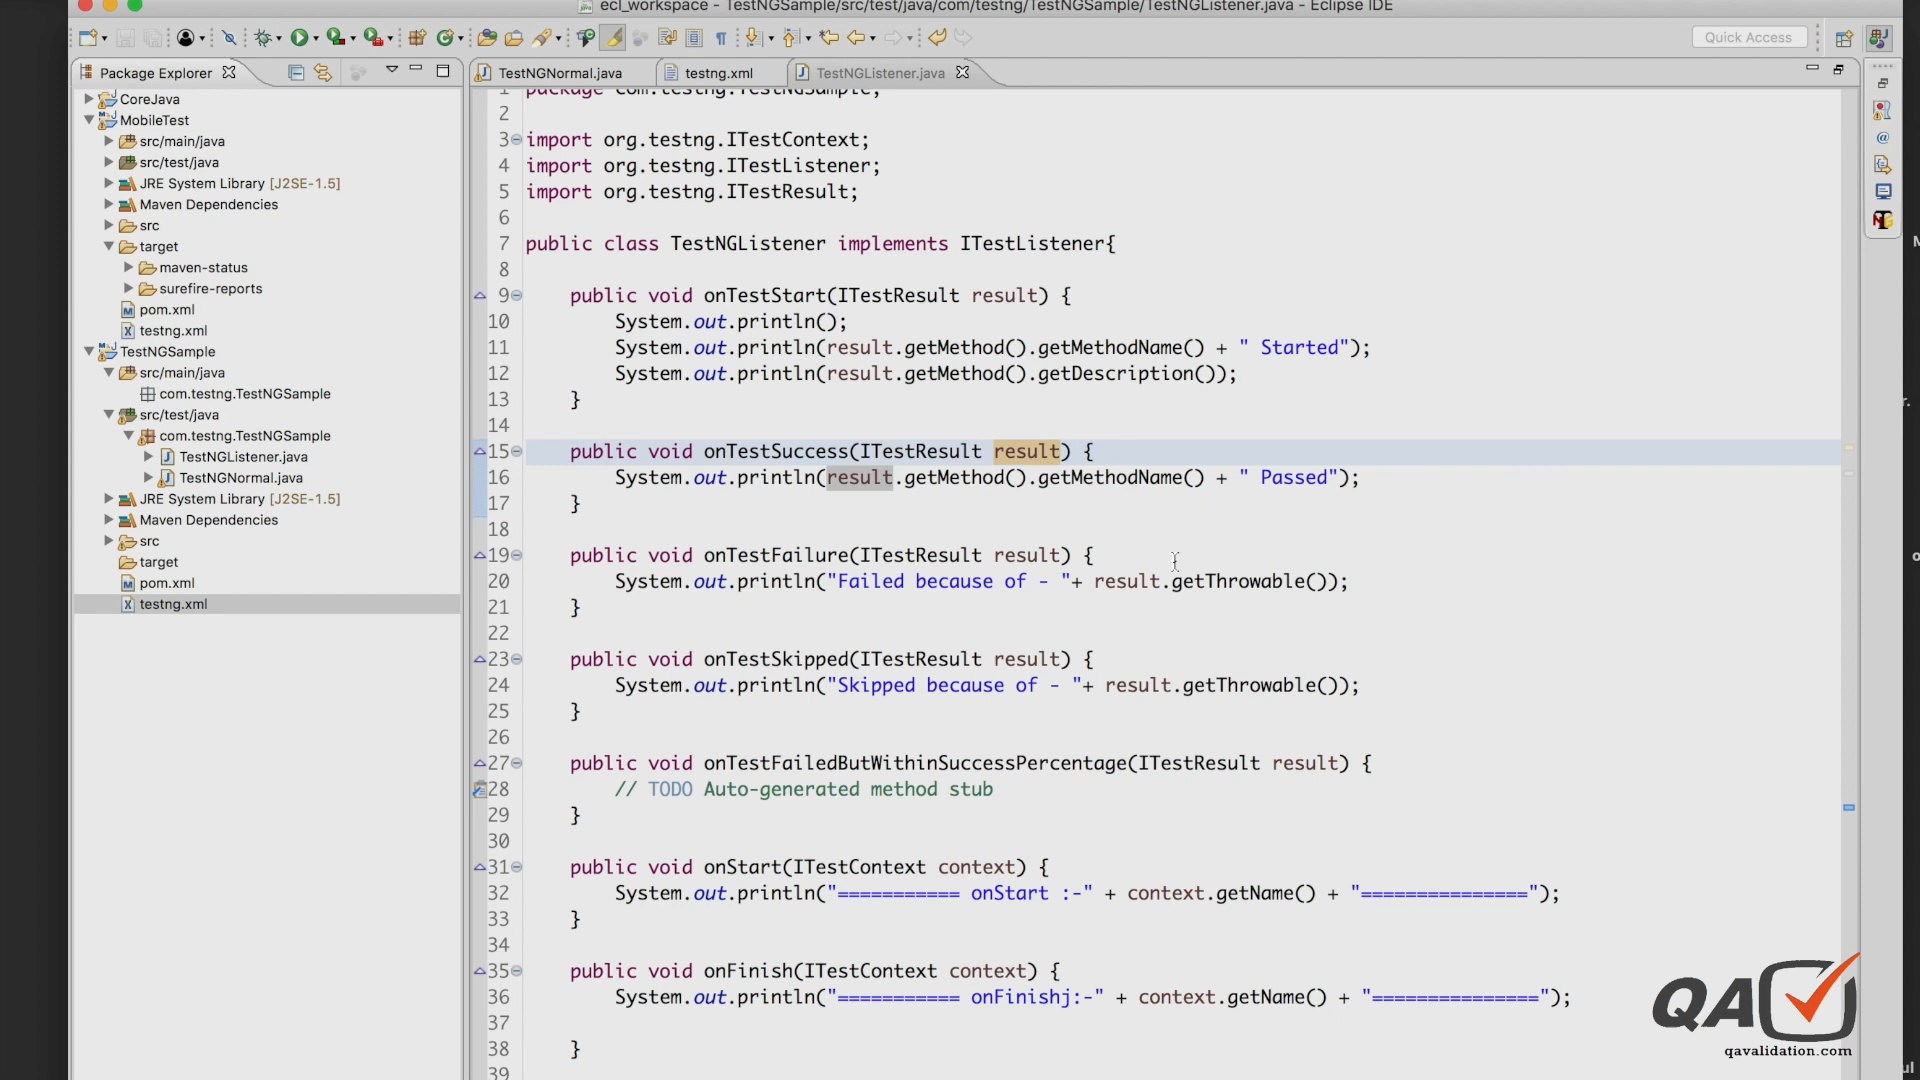 ecl_workspace - TestNGSample/src/test/java/com/testng/TestNGSample/TestNGListener.java - Eclipse IDE
Quick Access
Package Explorer
TestNGNormal.java
testng.xml
TestNGListener.java
CoreJava
MobileTest
src/main/java
src/test/java
JRE System Library [J2SE-1.5]
Maven Dependencies
src
target
maven-status
surefire-reports
pom.xml
testng.xml
TestNGSample
src/main/java
com.testng.TestNGSample
src/test/java
com.testng.TestNGSample
TestNGListener.java
TestNGNormal.java
JRE System Library [J2SE-1.5]
Maven Dependencies
src
target
pom.xml
testng.xml
1 package com.testng.TestNGSample;
2
3 import org.testng.ITestContext;
4 import org.testng.ITestListener;
5 import org.testng.ITestResult;
6
7 public class TestNGListener implements ITestListener{
8
9 public void onTestStart(ITestResult result) {
10 System.out.println();
11 System.out.println(result.getMethod().getMethodName() + " Started");
12 System.out.println(result.getMethod().getDescription());
13 }
14
15 public void onTestSuccess(ITestResult result) {
16 System.out.println(result.getMethod().getMethodName() + " Passed");
17 }
18
19 public void onTestFailure(ITestResult result) {
20 System.out.println("Failed because of - "+ result.getThrowable());
21 }
22
23 public void onTestSkipped(ITestResult result) {
24 System.out.println("Skipped because of - "+ result.getThrowable());
25 }
26
27 public void onTestFailedButWithinSuccessPercentage(ITestResult result) {
28 // TODO Auto-generated method stub
29 }
30
31 public void onStart(ITestContext context) {
32 System.out.println("=========== onStart :-" + context.getName() + "===============");
33 }
34
35 public void onFinish(ITestContext context) {
36 System.out.println("=========== onFinishj:-" + context.getName() + "===============");
37
38 }
39
QA
qavalidation.com